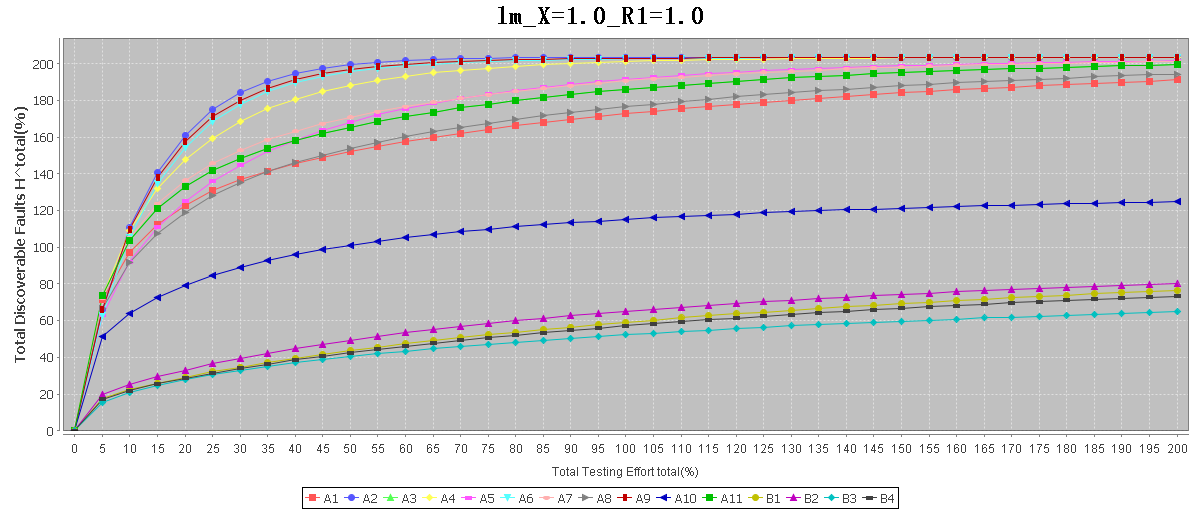 lm_X=1.0_R1=1.0
Total Discoverable Faults H^total(%)
200
180
160
140
120
100
80
60
40
20
0
0 5 10 15 20 25 30 35 40 45 50 55 60 65 70 75 80 85 90 95 100 105 110 115 120 125 130 135 140 145 150 155 160 165 170 175 180 185 190 195 200
Total Testing Effort total(%)
A1 A2 A3 A4 A5 A6 A7 A8 A9 A10 A11 B1 B2 B3 B4